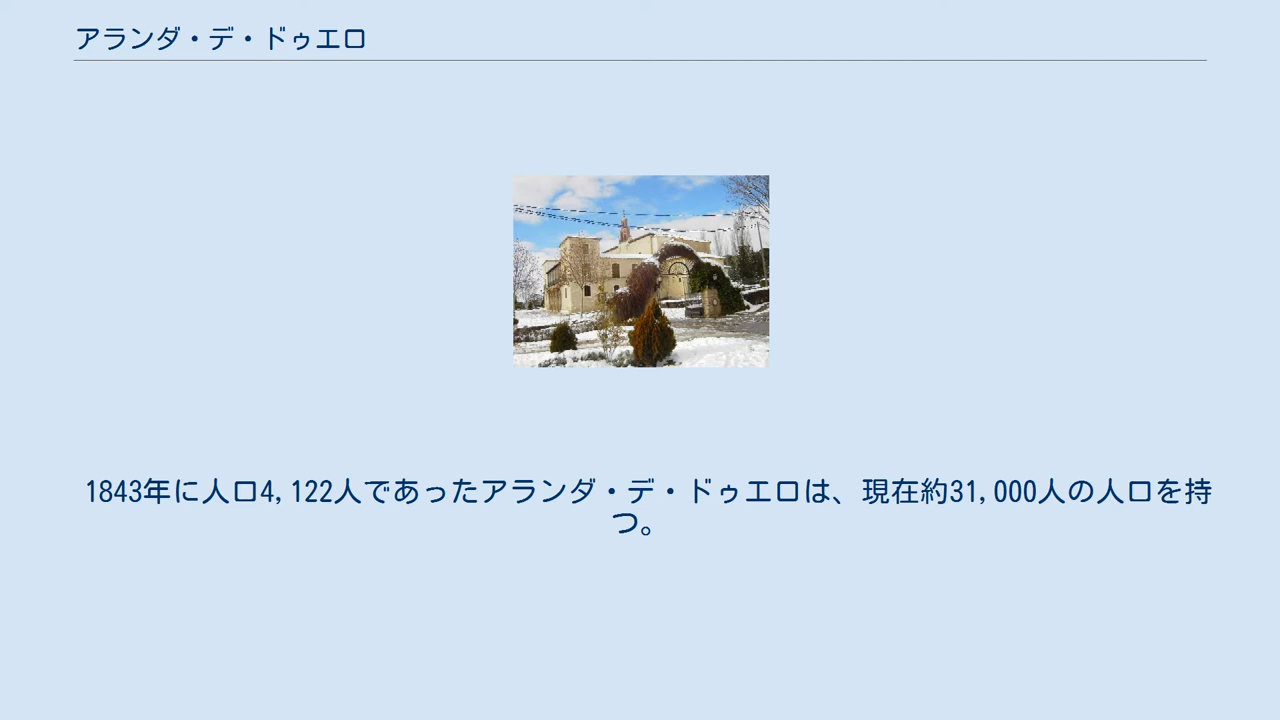 アランダ・デ・ドゥエロ
1843年に人口4,122人であったアランダ・デ・ドゥエロは、現在約31,000人の人口を持
つ。